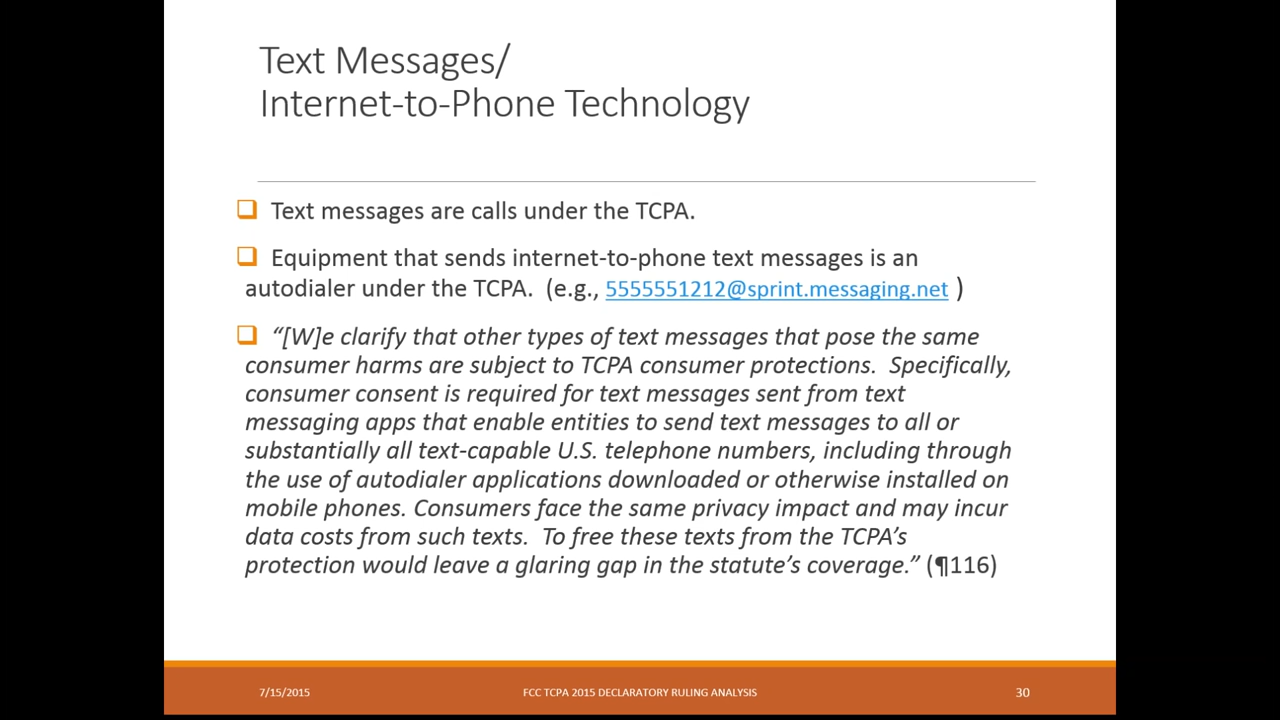 Text Messages/
Internet-to-Phone Technology
❑ Text messages are calls under the TCPA.
❑ Equipment that sends internet-to-phone text messages is an
autodialer under the TCPA. (e.g., 5555551212@sprint.messaging.net )
❑ “[W]e clarify that other types of text messages that pose the same
consumer harms are subject to TCPA consumer protections. Specifically,
consumer consent is required for text messages sent from text
messaging apps that enable entities to send text messages to all or
substantially all text-capable U.S. telephone numbers, including through
the use of autodialer applications downloaded or otherwise installed on
mobile phones. Consumers face the same privacy impact and may incur
data costs from such texts. To free these texts from the TCPA’s
protection would leave a glaring gap in the statute’s coverage.” (¶116)
7/15/2015 FCC TCPA 2015 DECLARATORY RULING ANALYSIS 30